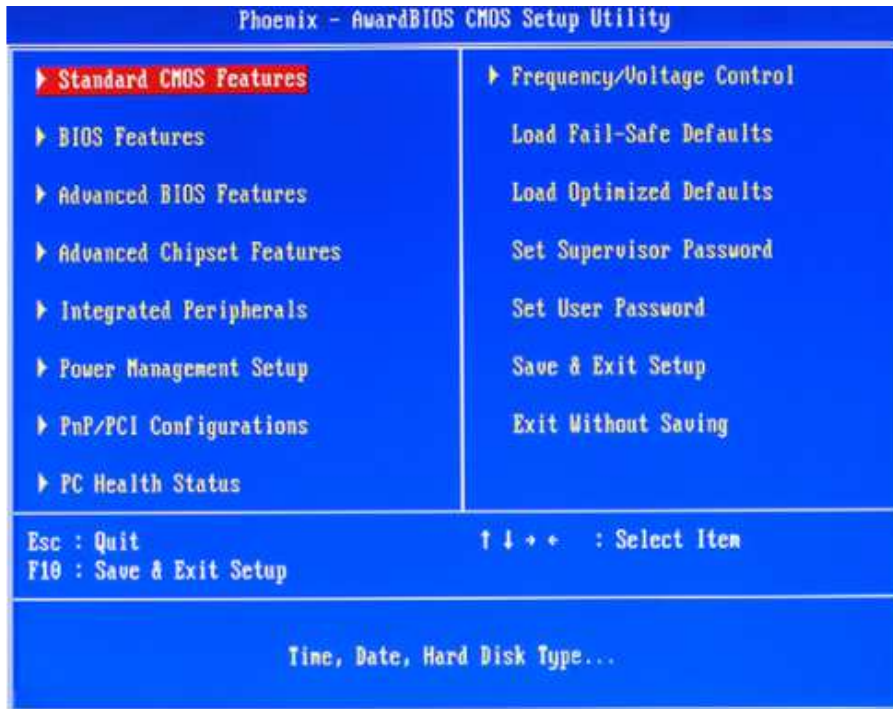 Phoenix - AwardBIOS CMOS Setup Utility
Standard CMOS Features
BIOS Features
Advanced BIOS Features
Advanced Chipset Features
Integrated Peripherals
Power Management Setup
PnP/PCI Configurations
PC Health Status
Frequency/Voltage Control
Load Fail-Safe Defaults
Load Optimized Defaults
Set Supervisor Password
Set User Password
Save & Exit Setup
Exit Without Saving
Esc : Quit
F10 : Save & Exit Setup
↑ ↓ → ← : Select Item
Time, Date, Hard Disk Type...